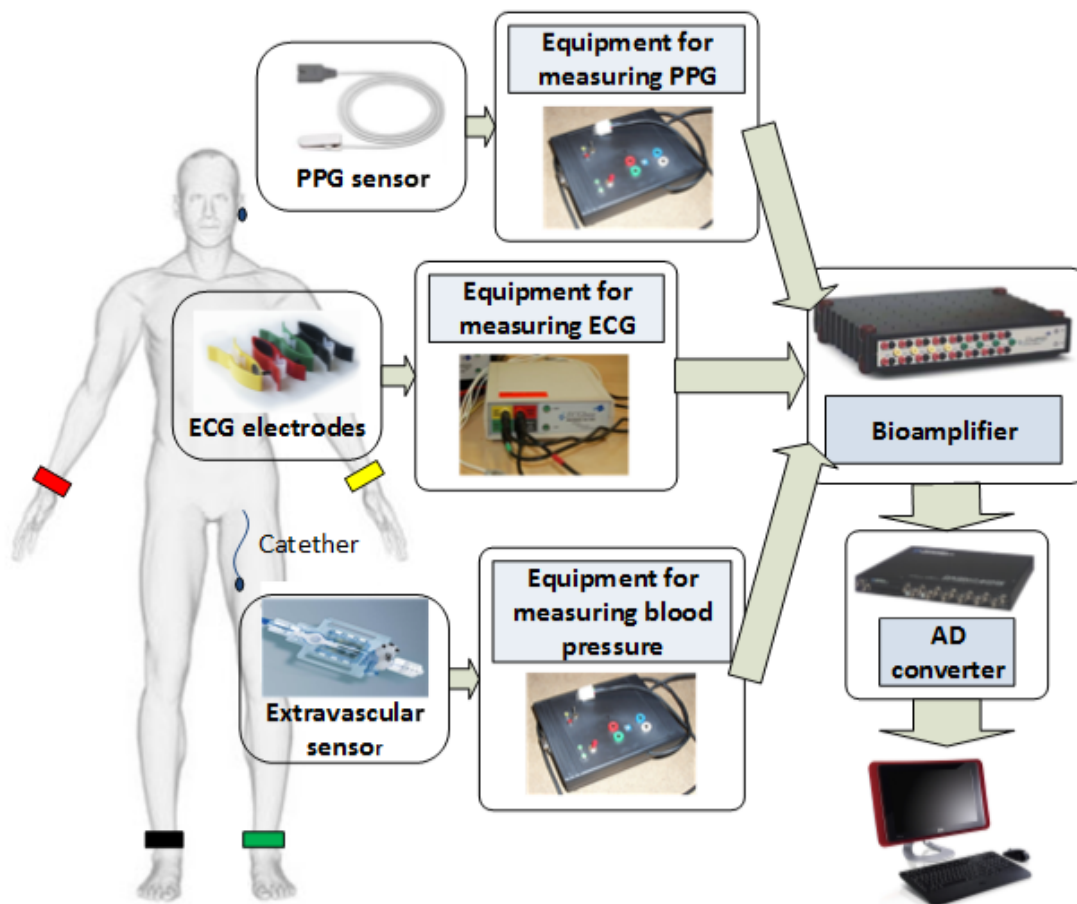 Equipment for
measuring PPG
PPG sensor
Equipment for
measuring ECG
ECG electrodes
Bioamplifier
Catether
Equipment for
measuring blood
pressure
AD
converter
Extravascular
sensor